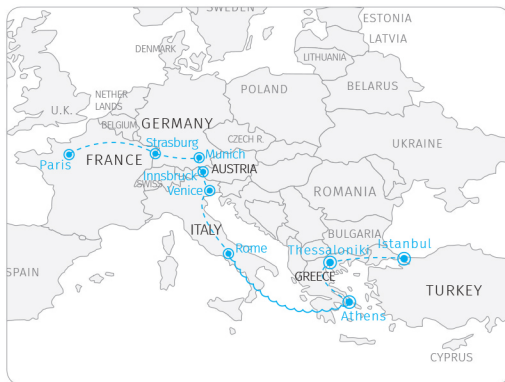 SWEDEN
ESTONIA
LATVIA
DENMARK
LITHUANIA
BELARUS
NETHER
LANDS
POLAND
U.K.
BELGIUM
GERMANY
CZECH R.
UKRAINE
Strasburg
Munich
Paris
FRANCE
Innsbruck
AUSTRIA
SWISS
Venice
ROMANIA
ITALY
BULGARIA
Rome
Thessaloniki
Istanbul
SPAIN
GREECE
TURKEY
Athens
CYPRUS